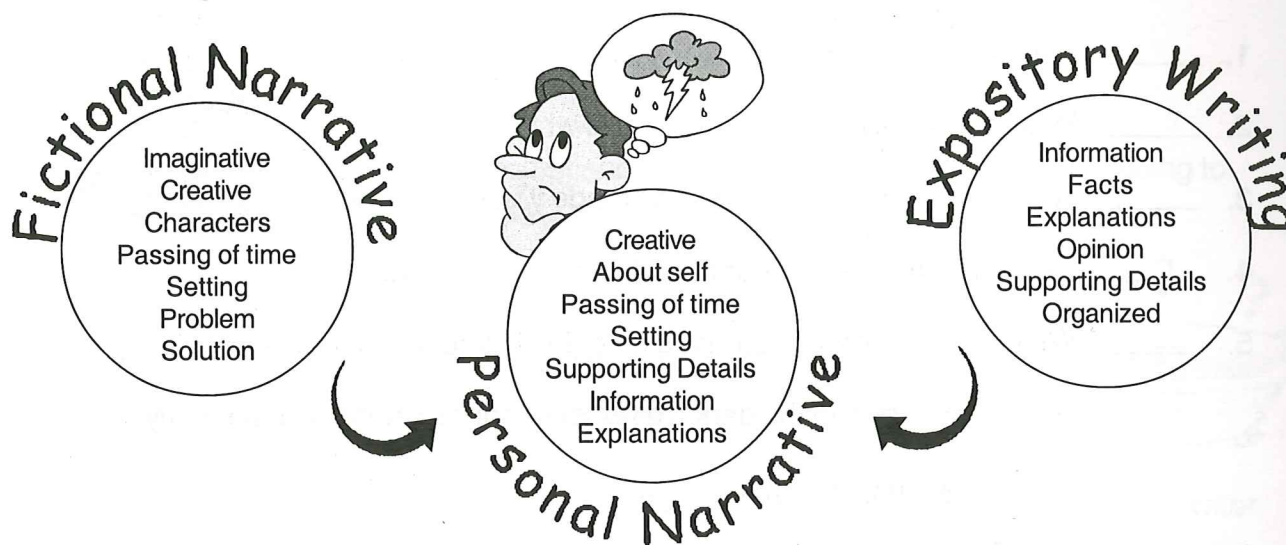 Fictional Narrative
Imaginative
Creative
Characters
Passing of time
Setting
Problem
Solution
Creative
About self
Passing of time
Setting
Supporting Details
Information
Explanations
Personal Narrative
Expository Writing
Information
Facts
Explanations
Opinion
Supporting Details
Organized